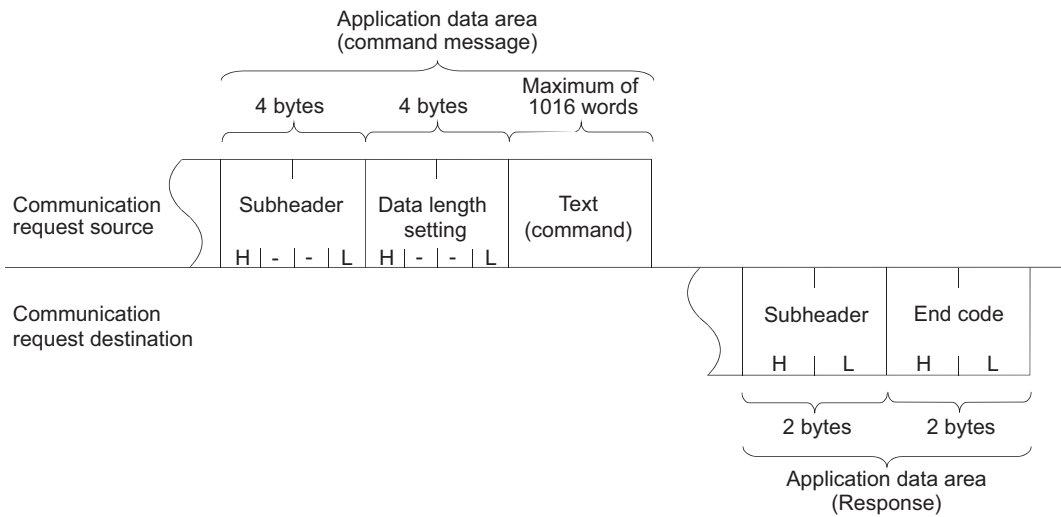 Application data area
(command message)
4 bytes
4 bytes
Maximum of
1016 words
Communication
request source
Subheader
H - - L
Data length
setting
H - - L
Text
(command)
Communication
request destination
Subheader
H L
End code
H L
2 bytes
2 bytes
Application data area
(Response)